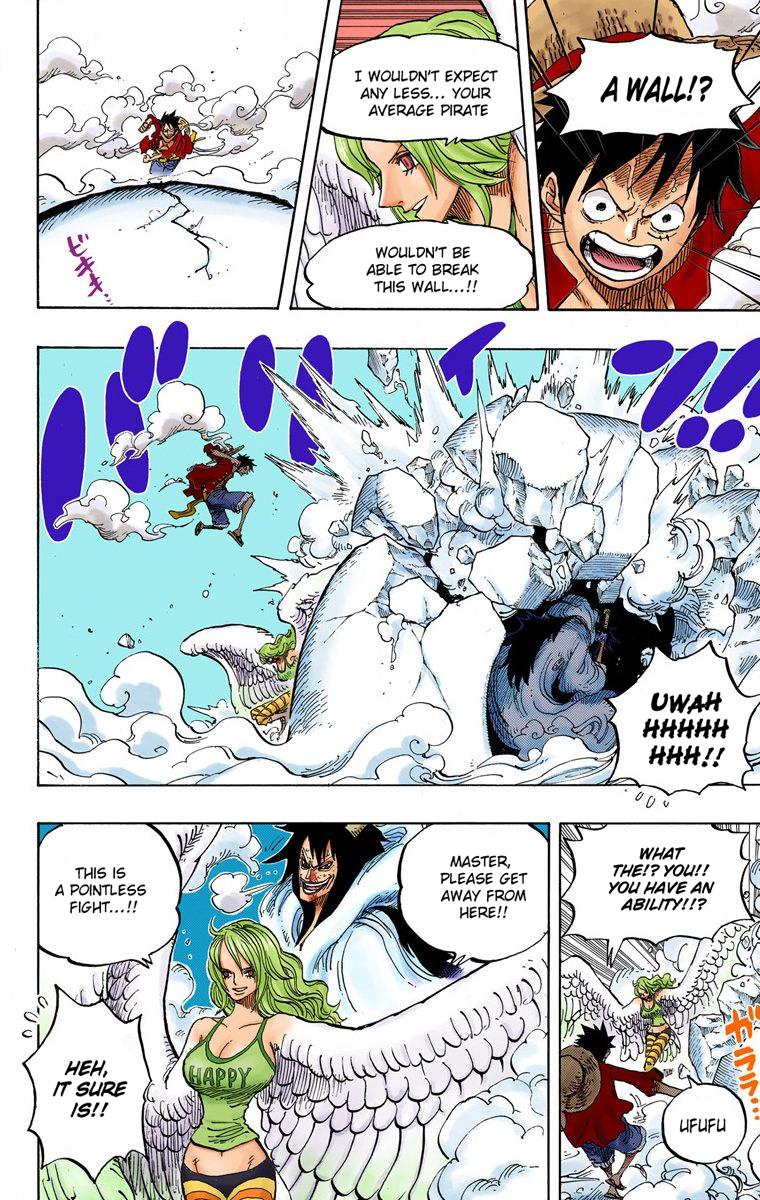 A WALL!?
I WOULDN'T EXPECT
ANY LESS... YOUR
AVERAGE PIRATE
WOULDN'T BE
ABLE TO BREAK
THIS WALL...!!
ビキキ
UWAH
HHHHH
HHH!!
WHAT
THE!? YOU!!
YOU HAVE AN
ABILITY!!?
ガラララ
UFUFU
MASTER,
PLEASE GET
AWAY FROM
HERE!!
THIS IS
A POINTLESS
FIGHT...!!
HAPPY
HEH,
IT SURE
IS!!